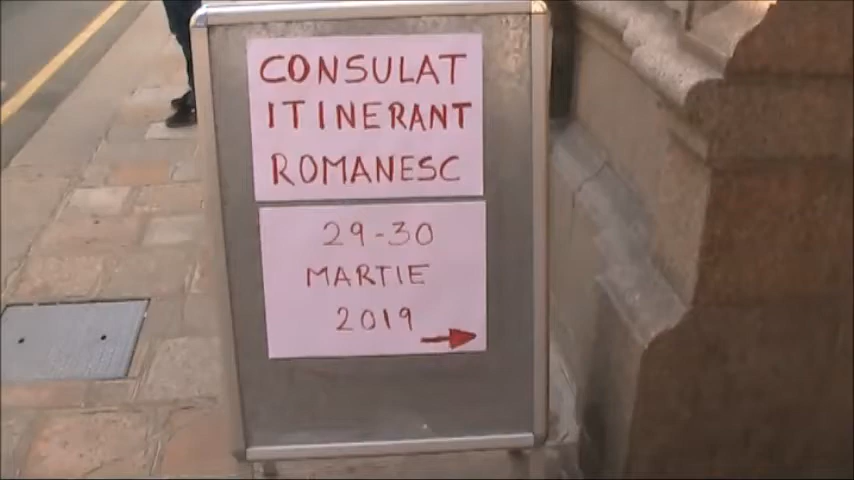 CONSULAT
ITINERANT
ROMANESC
29-30
MARTIE
2019